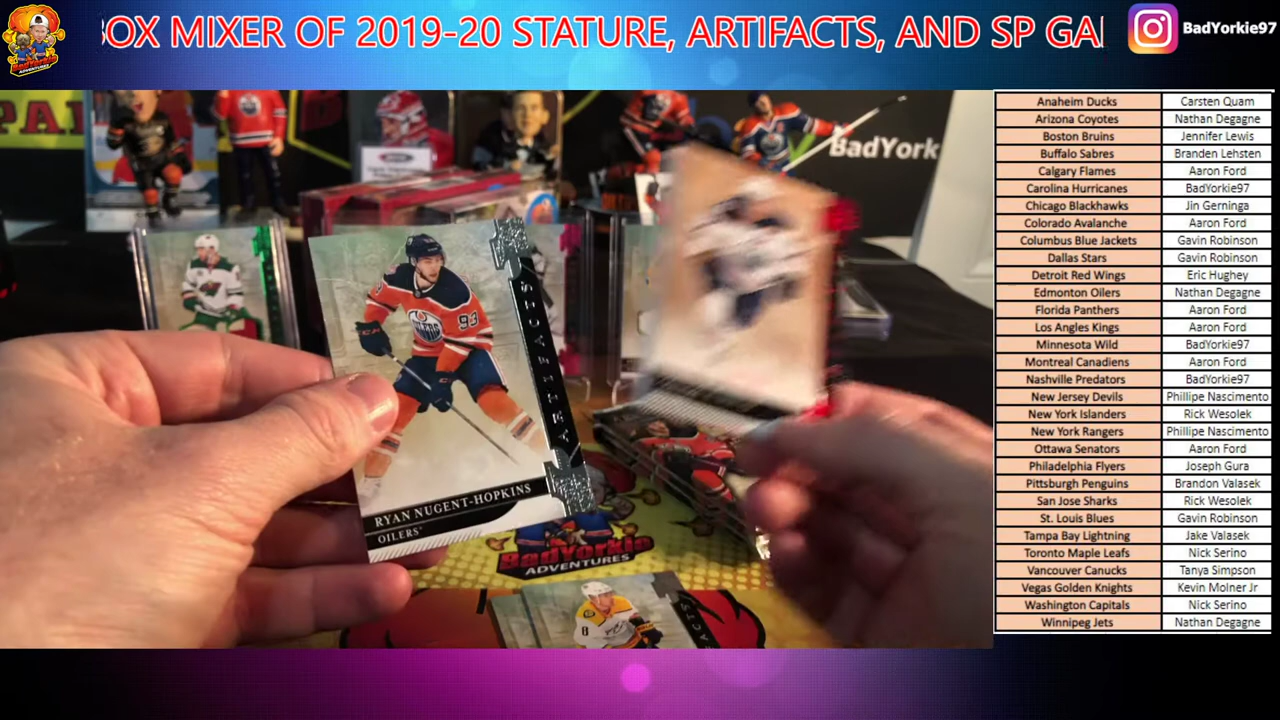 BOX MIXER OF 2019-20 STATURE, ARTIFACTS, AND SP GA
BadYorkie97
BadYorkie
ADVENTURES
BadYork
93
OILERS
ARTIFACTS
RYAN NUGENT-HOPKINS
OILERS
BadYorkie
ADVENTURES
8
Anaheim Ducks Carsten Quam
Arizona Coyotes Nathan Degagne
Boston Bruins Jennifer Lewis
Buffalo Sabres Branden Lehsten
Calgary Flames Aaron Ford
Carolina Hurricanes BadYorkie97
Chicago Blackhawks Jin Gerninga
Colorado Avalanche Aaron Ford
Columbus Blue Jackets Gavin Robinson
Dallas Stars Gavin Robinson
Detroit Red Wings Eric Hughey
Edmonton Oilers Nathan Degagne
Florida Panthers Aaron Ford
Los Angeles Kings Aaron Ford
Minnesota Wild BadYorkie97
Montreal Canadiens Aaron Ford
Nashville Predators BadYorkie97
New Jersey Devils Phillipe Nascimento
New York Islanders Rick Wesolek
New York Rangers Phillipe Nascimento
Ottawa Senators Aaron Ford
Philadelphia Flyers Joseph Gura
Pittsburgh Penguins Brandon Valasek
San Jose Sharks Rick Wesolek
St. Louis Blues Gavin Robinson
Tampa Bay Lightning Jake Valasek
Toronto Maple Leafs Nick Serino
Vancouver Canucks Tanya Simpson
Vegas Golden Knights Kevin Molner Jr
Washington Capitals Nick Serino
Winnipeg Jets Nathan Degagne